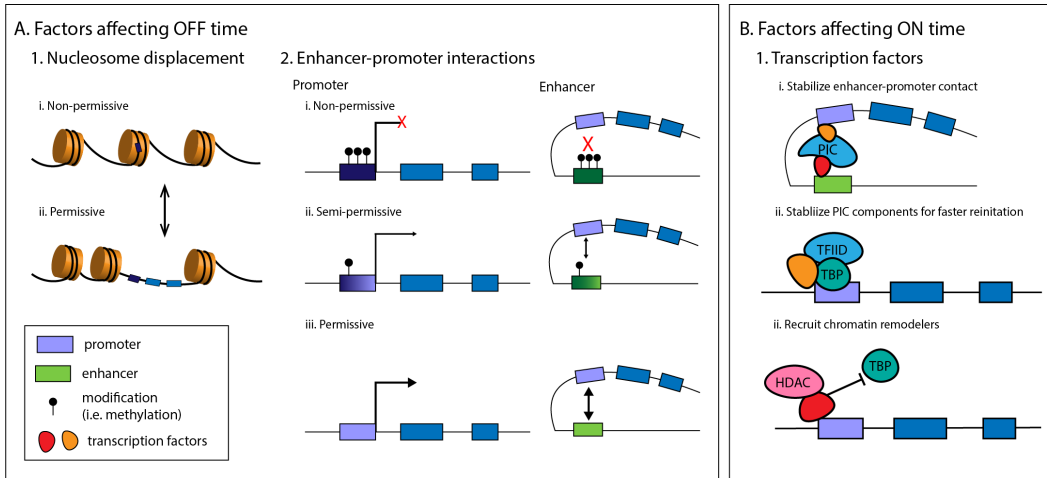 A. Factors affecting OFF time
1. Nucleosome displacement
i. Non-permissive
ii. Permissive
2. Enhancer-promoter interactions
Promoter
Enhancer
i. Non-permissive
X
X
ii. Semi-permissive
iii. Permissive
promoter
enhancer
modification
(i.e. methylation)
transcription factors
B. Factors affecting ON time
1. Transcription factors
i. Stabilize enhancer-promoter contact
PIC
ii. Stabliize PIC components for faster reinitation
TFIID
TBP
ii. Recruit chromatin remodelers
HDAC
TBP